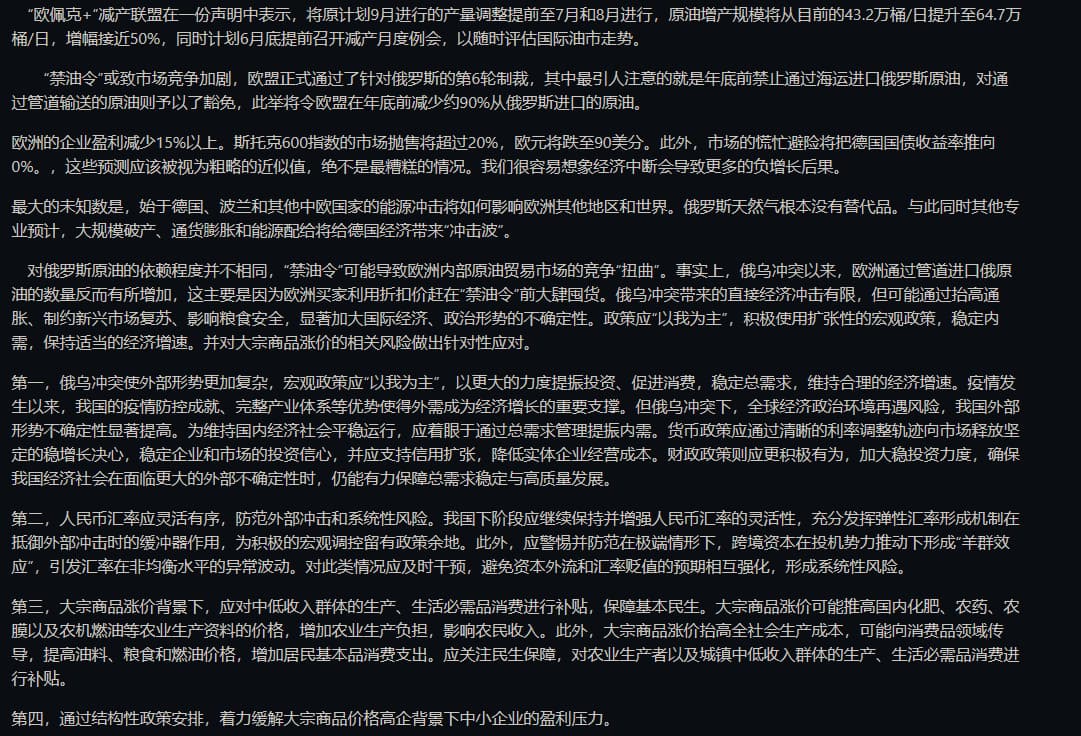 “欧佩克+”减产联盟在一份声明中表示，将原计划9月进行的产量调整提前至7月和8月进行，原油增产规模将从目前的43.2万桶/日提升至64.7万
桶/日，增幅接近50%，同时计划6月底提前召开减产月度例会，以随时评估国际油市走势。
“禁油令”或致市场竞争加剧，欧盟正式通过了针对俄罗斯的第6轮制裁，其中最引人注意的就是年底前禁止通过海运进口俄罗斯原油，对通
过管道输送的原油则予以了豁免，此举将令欧盟在年底前减少约90%从俄罗斯进口的原油。
欧洲的企业盈利减少15%以上。斯托克600指数的市场抛售将超过20%，欧元将跌至90美分。此外，市场的慌忙避险将把德国国债收益率推向
0%。，这些预测应该被视为粗略的近似值，绝不是最糟糕的情况。我们很容易想象经济中断会导致更多的负增长后果。
最大的未知数是，始于德国、波兰和其他中欧国家的能源冲击将如何影响欧洲其他地区和世界。俄罗斯天然气根本没有替代品。与此同时其他专
业预计，大规模破产、通货膨胀和能源配给将给德国经济带来“冲击波”。
对俄罗斯原油的依赖程度并不相同，“禁油令”可能导致欧洲内部原油贸易市场的竞争“扭曲”。事实上，俄乌冲突以来，欧洲通过管道进口俄原
油的数量反而有所增加，这主要是因为欧洲买家利用折扣价赶在“禁油令”前大肆囤货。俄乌冲突带来的直接经济冲击有限，但可能通过抬高通
胀、制约新兴市场复苏、影响粮食安全，显著加大国际经济、政治形势的不确定性。政策应“以我为主”，积极使用扩张性的宏观政策，稳定内
需，保持适当的经济增速。并对大宗商品涨价的相关风险做出针对性应对。
第一，俄乌冲突使外部形势更加复杂，宏观政策应“以我为主”，以更大的力度提振投资、促进消费，稳定总需求，维持合理的经济增速。疫情发
生以来，我国的疫情防控成就、完整产业体系等优势使得外需成为经济增长的重要支撑。但俄乌冲突下，全球经济政治环境再遇风险，我国外部
形势不确定性显著提高。为维持国内经济社会平稳运行，应着眼于通过总需求管理提振内需。货币政策应通过清晰的利率调整轨迹向市场释放坚
定的稳增长决心，稳定企业和市场的投资信心，并应支持信用扩张，降低实体企业经营成本。财政政策则应更积极有为，加大稳投资力度，确保
我国经济社会在面临更大的外部不确定性时，仍能有力保障总需求稳定与高质量发展。
第二，人民币汇率应灵活有序，防范外部冲击和系统性风险。我国下阶段应继续保持并增强人民币汇率的灵活性，充分发挥弹性汇率形成机制在
抵御外部冲击时的缓冲器作用，为积极的宏观调控留有政策余地。此外，应警惕并防范在极端情形下，跨境资本在投机势力推动下形成“羊群效
应”，引发汇率在非均衡水平的异常波动。对此类情况应及时干预，避免资本外流和汇率贬值的预期相互强化，形成系统性风险。
第三，大宗商品涨价背景下，应对中低收入群体的生产、生活必需品消费进行补贴，保障基本民生。大宗商品涨价可能推高国内化肥、农药、农
膜以及农机燃油等农业生产资料的价格，增加农业生产负担，影响农民收入。此外，大宗商品涨价抬高全社会生产成本，可能向消费品领域传
导，提高油料、粮食和燃油价格，增加居民基本品消费支出。应关注民生保障，对农业生产者以及城镇中低收入群体的生产、生活必需品消费进
行补贴。
第四，通过结构性政策安排，着力缓解大宗商品价格高企背景下中小企业的盈利压力。